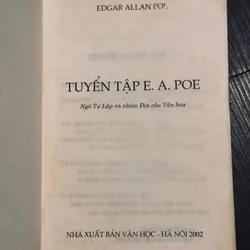 EDGAR ALLAN POE
TUYỂN TẬP E. A. POE
Ngô Tự Lập và nhóm Địa cầu Văn hóa
NHÀ XUẤT BẢN VĂN HỌC - HÀ NỘI 2002